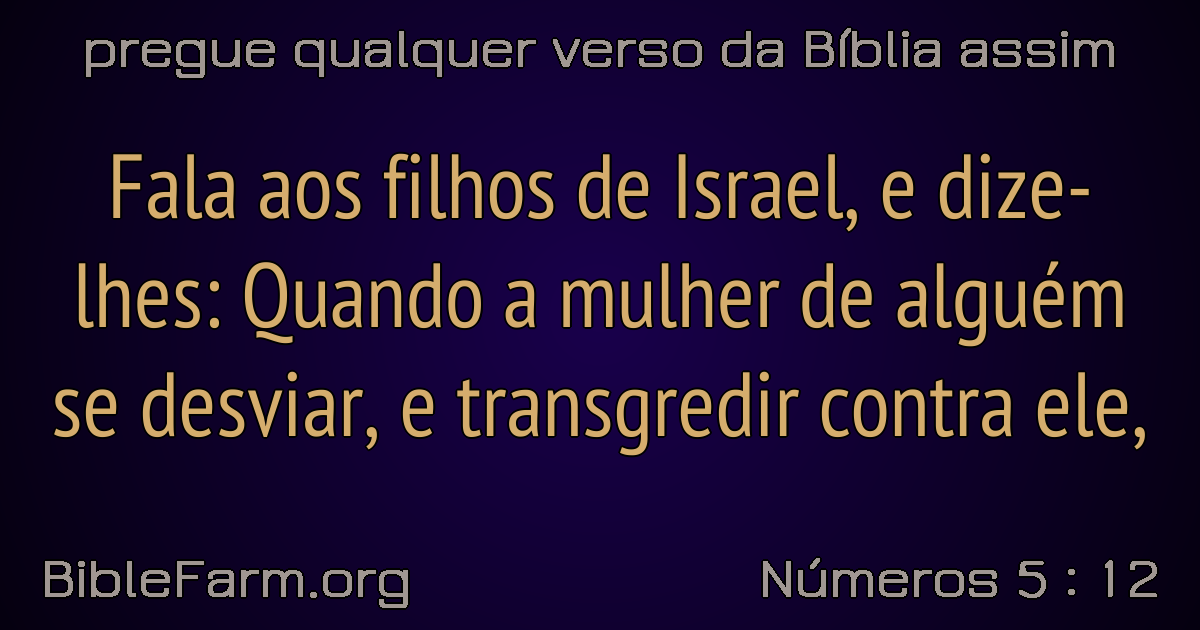 pregue qualquer verso da Bíblia assim
Fala aos filhos de Israel, e dize-
lhes: Quando a mulher de alguém
se desviar, e transgredir contra ele,
BibleFarm.org
Números 5 : 12